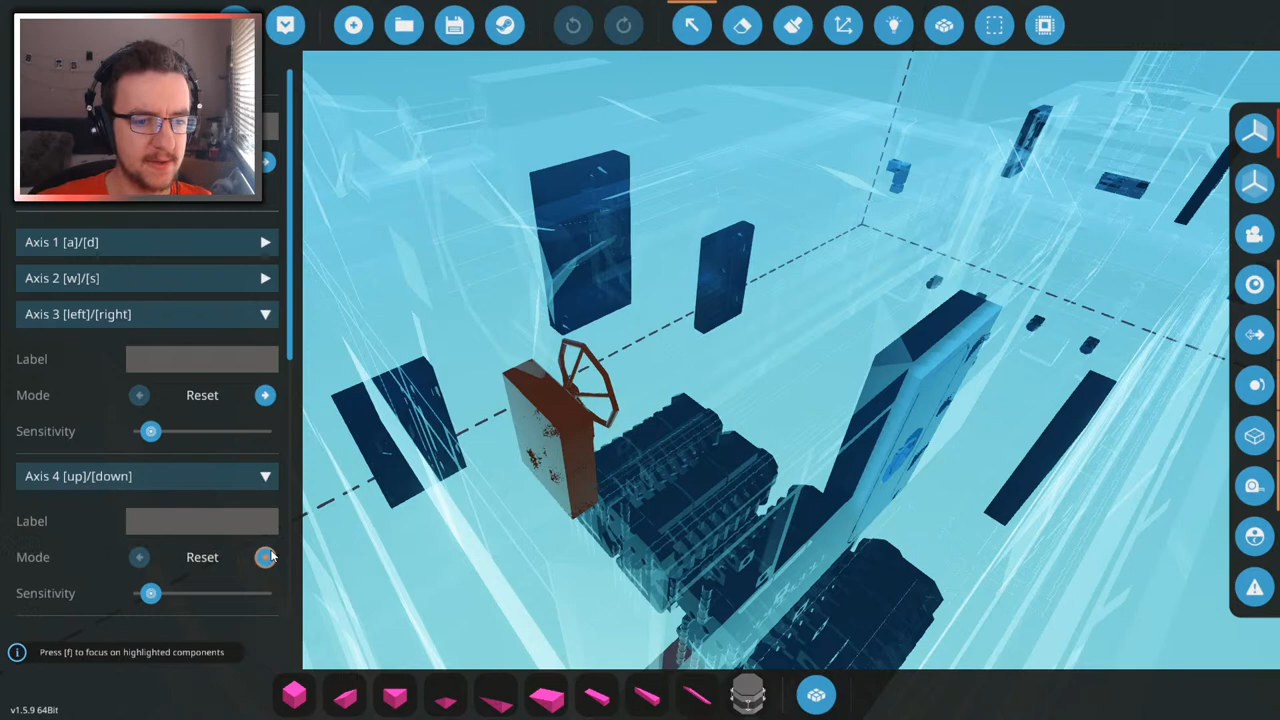 Axis 1 [a]/[d]
Axis 2 [w]/[s]
Axis 3 [left]/[right]
Label
Mode Reset
Sensitivity
Axis 4 [up]/[down]
Label
Mode Reset
Sensitivity
Press [f] to focus on highlighted components
v1.5.9 64Bit